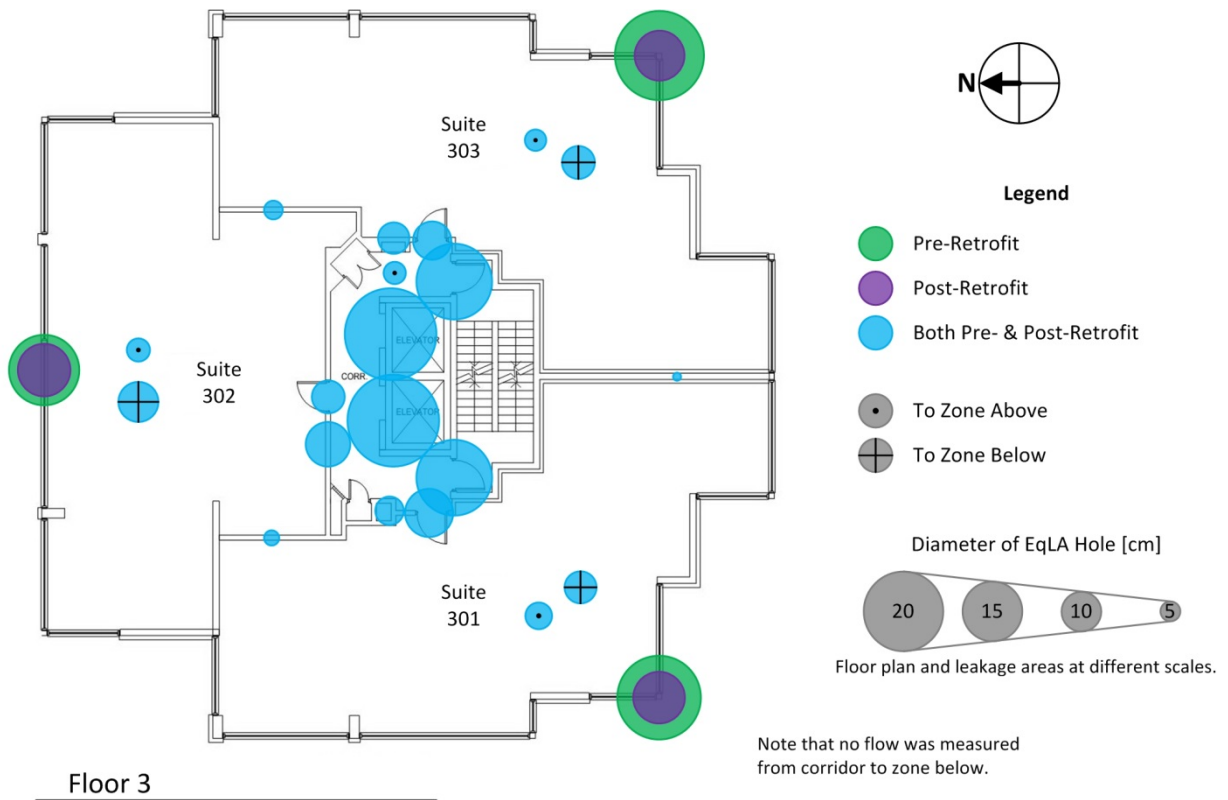 N
Suite
303
Legend
Pre-Retrofit
Post-Retrofit
Both Pre- & Post-Retrofit
ELEVATOR
CORR.
Suite
302
ELEVATOR
To Zone Above
To Zone Below
Diameter of EqLA Hole [cm]
20 15 10 5
Suite
301
Floor plan and leakage areas at different scales.
Note that no flow was measured
from corridor to zone below.
Floor 3